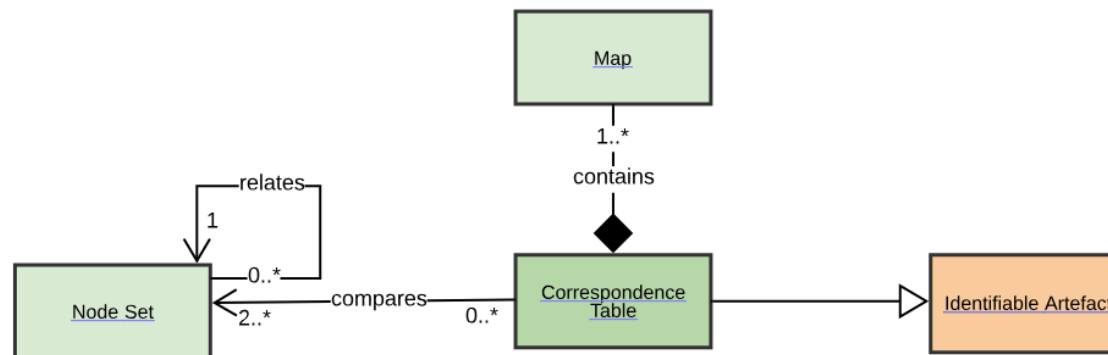 Map
1..*
contains
relates
1
0..*
Node Set
2..*
compares
0..*
Correspondence
Table
Identifiable Artefact